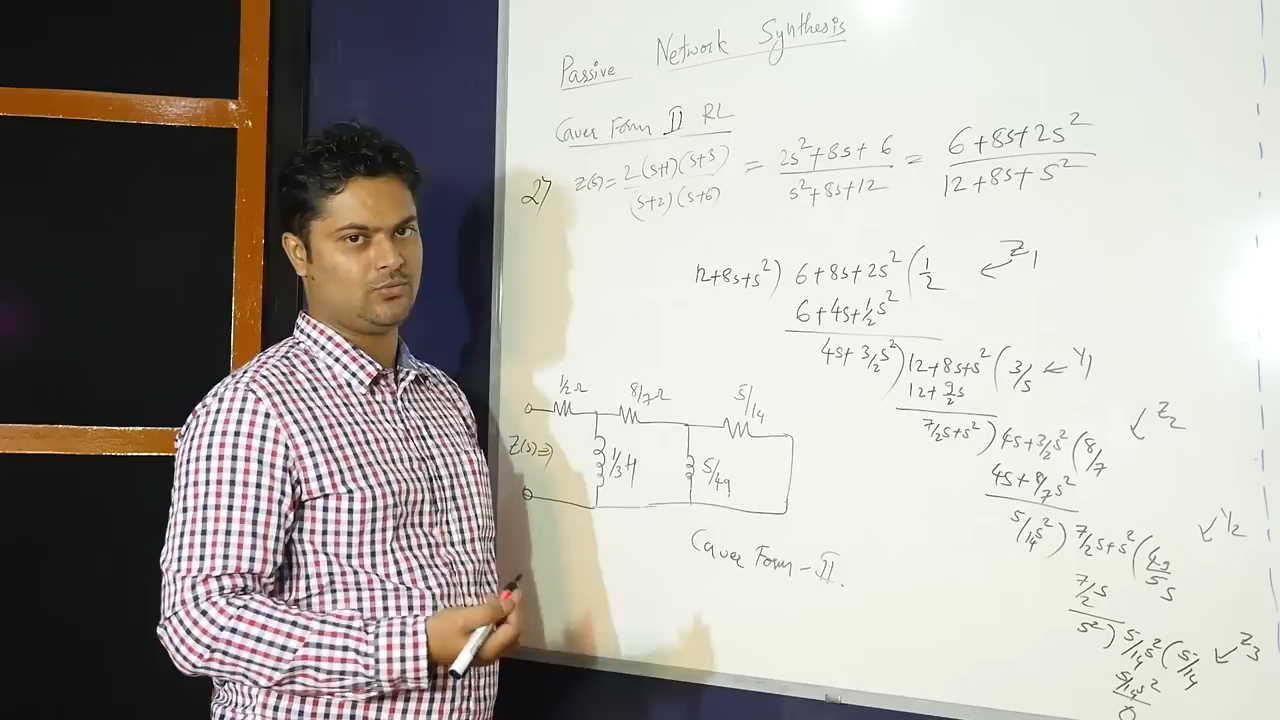 Passive Network Synthesis
Cauer Form II RL
27 Z(s) = 2(s+1)(s+3) / (s+2)(s+6) = 2s²+8s+6 / s²+8s+12 = 6+8s+2s² / 12+8s+s²
12+8s+s² ) 6+8s+2s² ( 1/2 ← Z1
6+4s+1/2s²
4s+3/2s² ) 12+8s+s² ( 3/s ← Y1
12+9/2s
7/2s+s² ) 4s+3/2s² ( 8/7 ← Z2
4s+8/7s²
5/14s² ) 7/2s+s² ( 49/5s ← Y2
7/2s
s² ) 5/14s² ( 5/14 ← Z3
5/14s²
0
1/2Ω 8/7Ω 5/14
Z(s)⇒ 1/3H 5/49
Cauer Form-II.